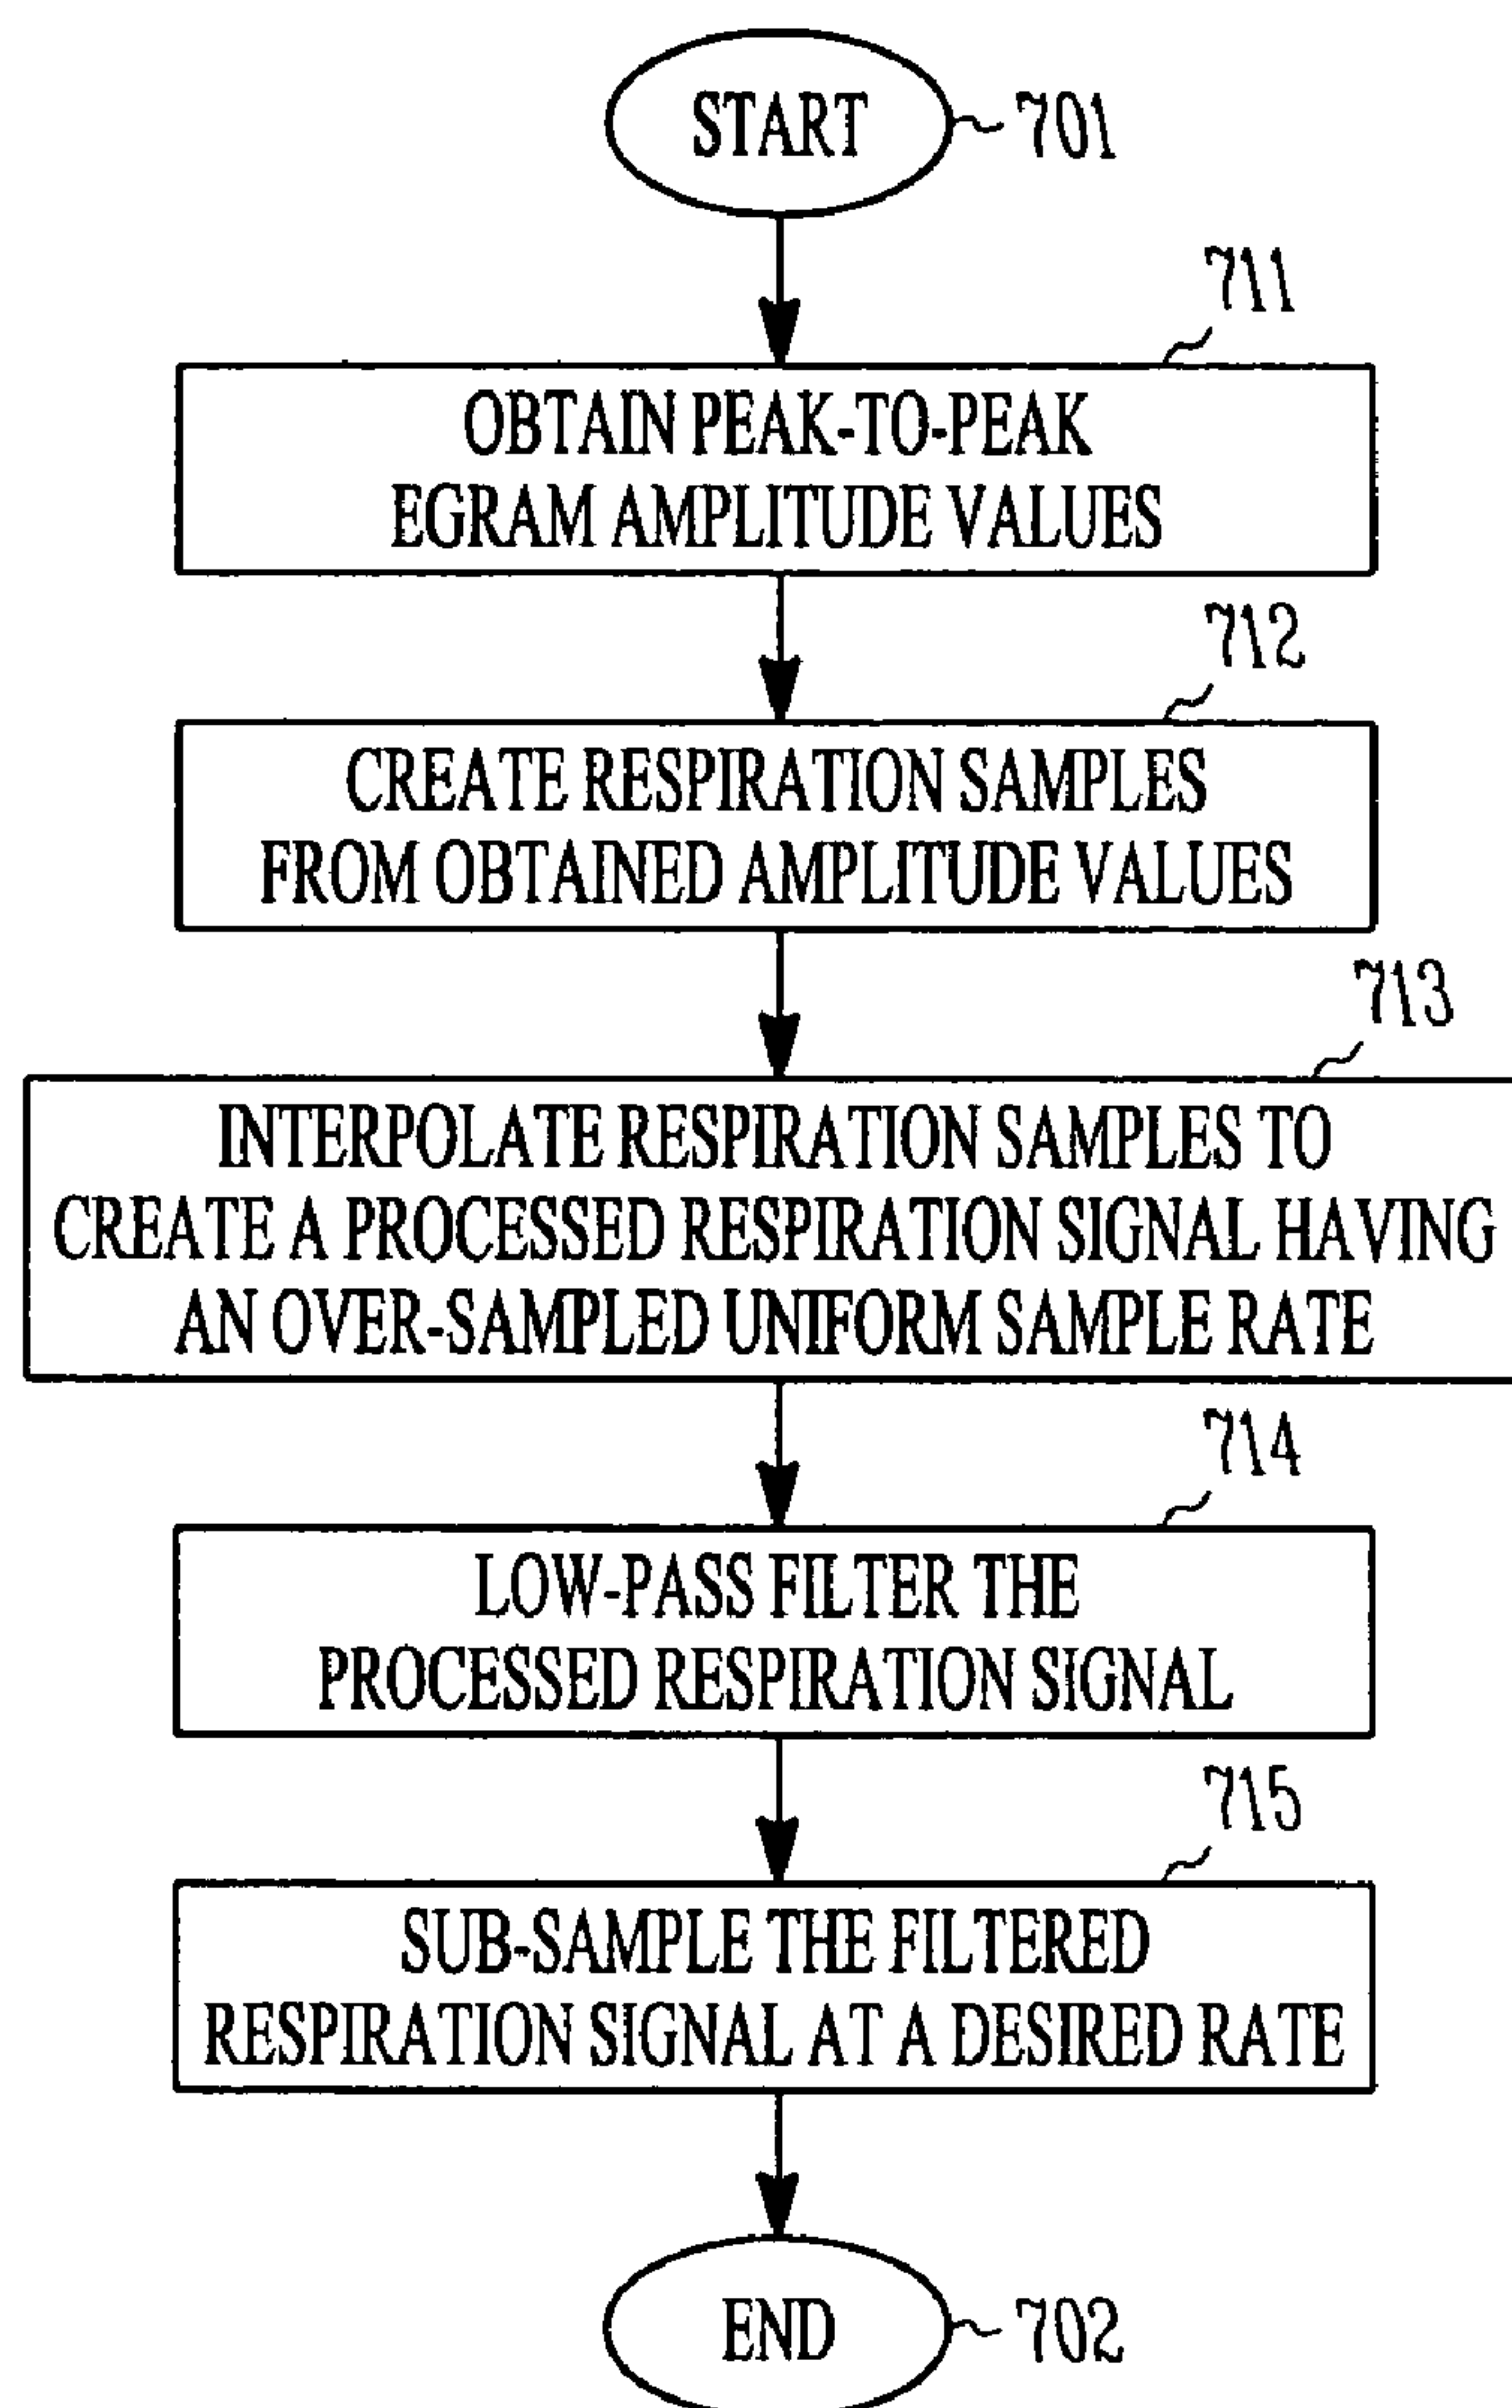 START
701
711
OBTAIN PEAK-TO-PEAK
EGRAM AMPLITUDE VALUES
712
CREATE RESPIRATION SAMPLES
FROM OBTAINED AMPLITUDE VALUES
713
INTERPOLATE RESPIRATION SAMPLES TO
CREATE A PROCESSED RESPIRATION SIGNAL HAVING
AN OVER-SAMPLED UNIFORM SAMPLE RATE
714
LOW-PASS FILTER THE
PROCESSED RESPIRATION SIGNAL
715
SUB-SAMPLE THE FILTERED
RESPIRATION SIGNAL AT A DESIRED RATE
END
702